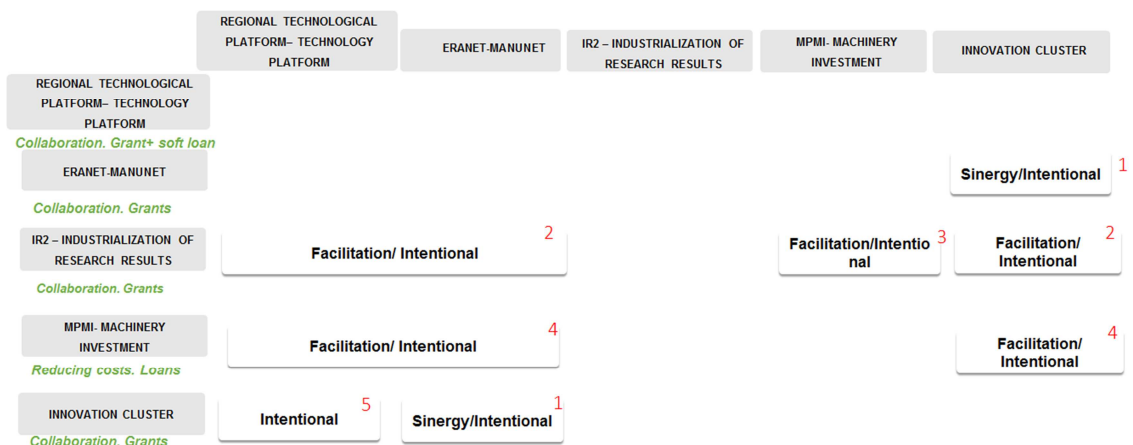 REGIONAL TECHNOLOGICAL
PLATFORM– TECHNOLOGY
PLATFORM
ERANET-MANUNET
IR2 – INDUSTRIALIZATION OF
RESEARCH RESULTS
MPMI- MACHINERY
INVESTMENT
INNOVATION CLUSTER
REGIONAL TECHNOLOGICAL
PLATFORM– TECHNOLOGY
PLATFORM
Collaboration. Grant+ soft loan
ERANET-MANUNET
Collaboration. Grants
Sinergy/Intentional
1
IR2 – INDUSTRIALIZATION OF
RESEARCH RESULTS
Collaboration. Grants
Facilitation/ Intentional
2
Facilitation/Intentio
nal
3
Facilitation/
Intentional
2
MPMI- MACHINERY
INVESTMENT
Reducing costs. Loans
Facilitation/ Intentional
4
Facilitation/
Intentional
4
INNOVATION CLUSTER
Collaboration. Grants
Intentional
5
Sinergy/Intentional
1